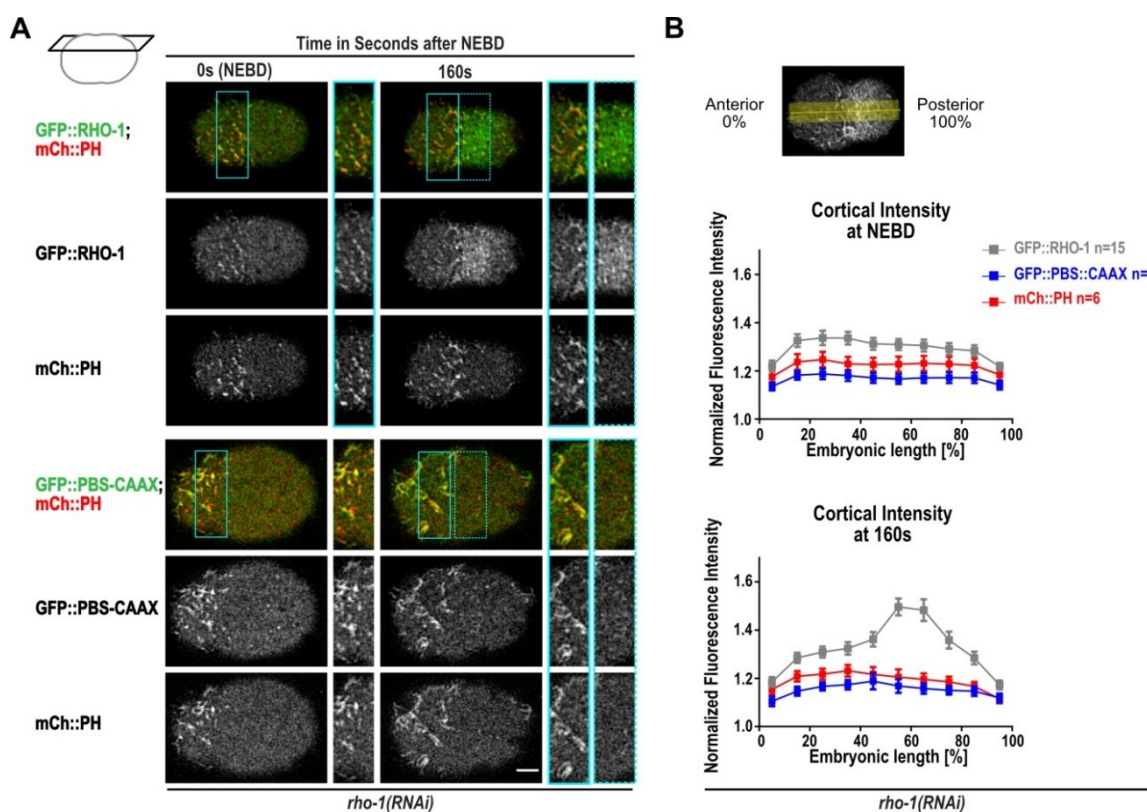 A
Time in Seconds after NEBD
0s (NEBD)
160s
GFP::RHO-1;
mCh::PH
GFP::RHO-1
mCh::PH
GFP::PBS-CAAX;
mCh::PH
GFP::PBS-CAAX
mCh::PH
rho-1(RNAi)
B
Anterior
0%
Posterior
100%
Cortical Intensity
at NEBD
GFP::RHO-1 n=15
GFP::PBS::CAAX n=
mCh::PH n=6
Normalized Fluorescence Intensity
1.6
1.4
1.2
1.0
0
20
40
60
80
100
Embryonic length [%]
Cortical Intensity
at 160s
Normalized Fluorescence Intensity
1.6
1.4
1.2
1.0
0
20
40
60
80
100
Embryonic length [%]
rho-1(RNAi)